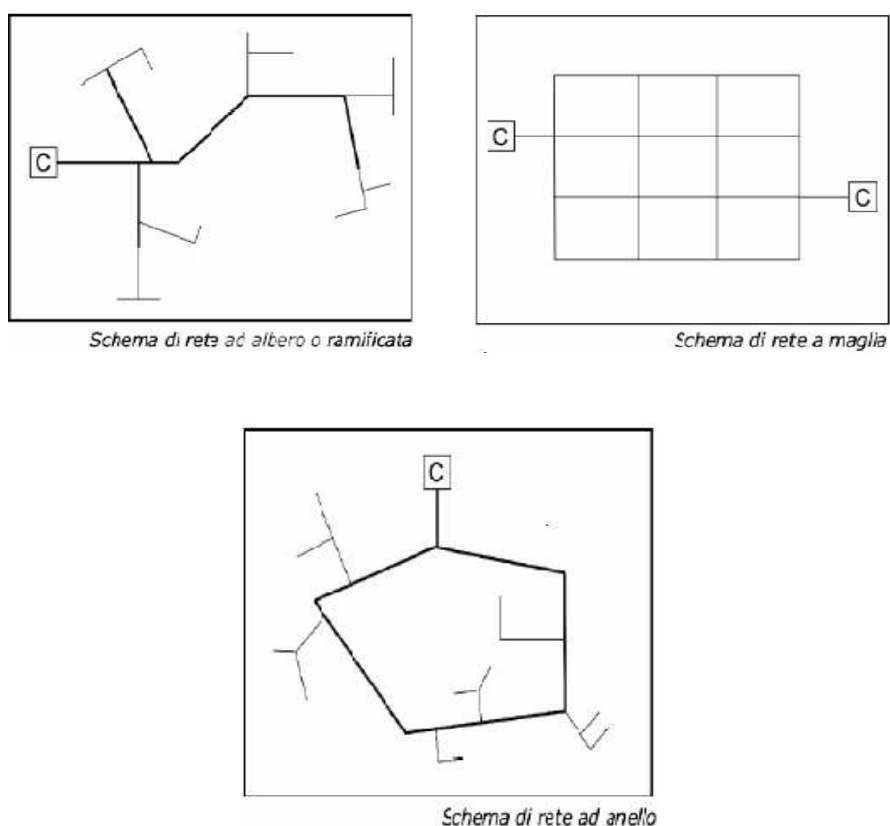 C
Schema di rete ad albero o ramificata
C
C
Schema di rete a maglia
C
Schema di rete ad anello